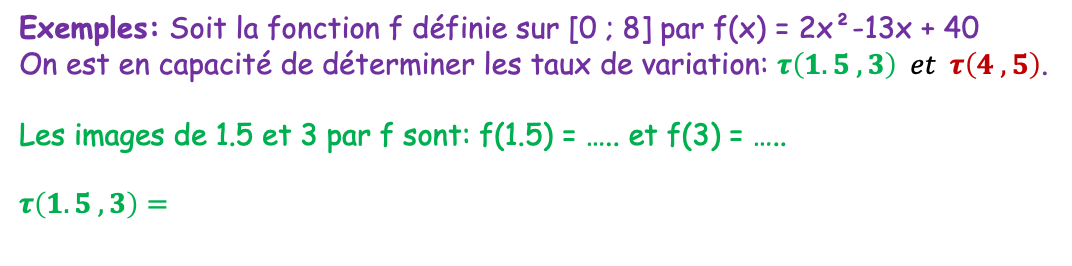 Exemples: Soit la fonction f définie sur [0 ; 8] par f(x) = 2x²-13x + 40
On est en capacité de déterminer les taux de variation: τ(1.5 ,3) et τ(4 ,5).
Les images de 1.5 et 3 par f sont: f(1.5) = ..... et f(3) = .....
τ(1.5 ,3) =